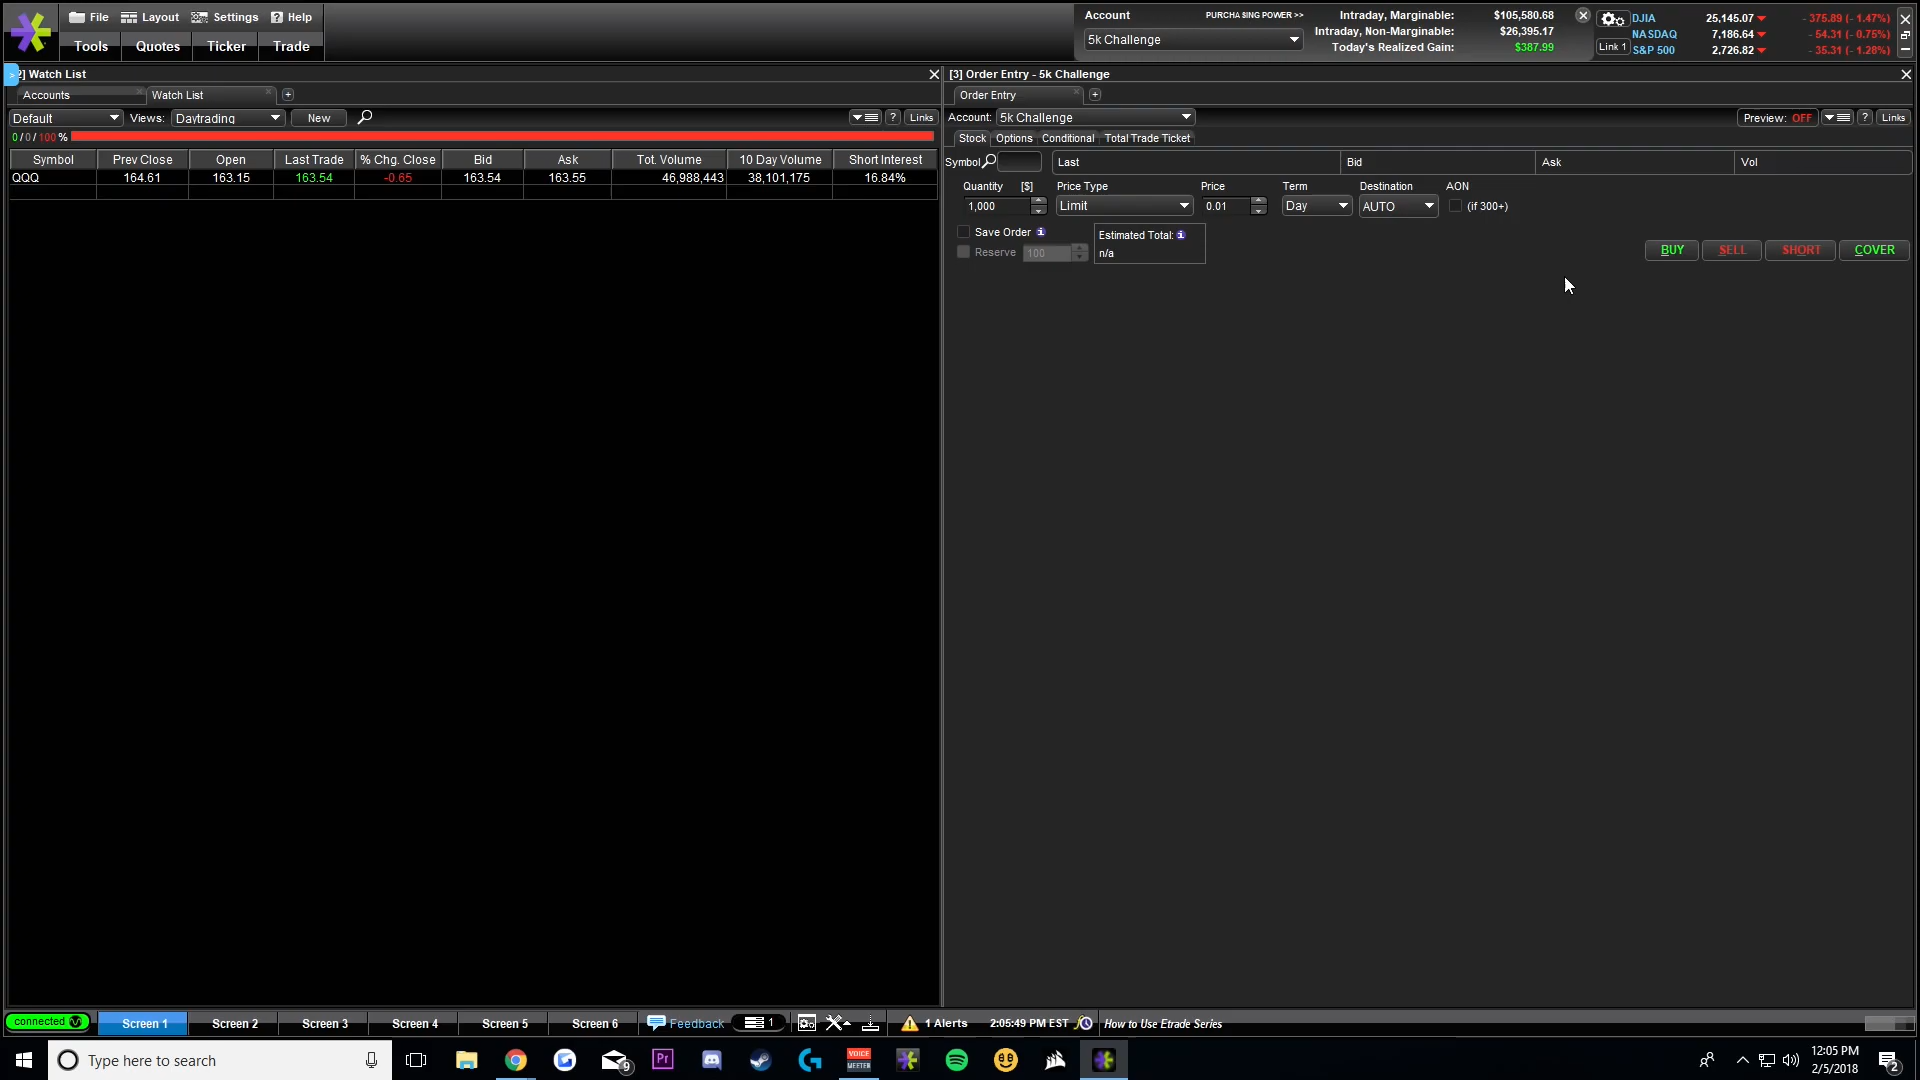 File Layout Settings ? Help
Tools Quotes Ticker Trade
Account PURCHASING POWER >>
5k Challenge
Intraday, Marginable: $105,580.68
Intraday, Non-Marginable: $26,395.17
Today's Realized Gain: $387.99
Link 1
DJIA 25,145.07 - 375.89 (- 1.47%)
NASDAQ 7,186.64 - 54.31 (- 0.75%)
S&P 500 2,726.82 - 35.31 (- 1.28%)
> 2] Watch List
Accounts Watch List +
Default Views: Daytrading New ? Links
0 / 0 / 100 %
Symbol Prev Close Open Last Trade % Chg. Close Bid Ask Tot. Volume 10 Day Volume Short Interest
QQQ 164.61 163.15 163.54 -0.65 163.54 163.55 46,988,443 38,101,175 16.84%
[3] Order Entry - 5k Challenge
Order Entry +
Account: 5k Challenge Preview: OFF ? Links
Stock Options Conditional Total Trade Ticket
Symbol Last Bid Ask Vol
Quantity [$] Price Type Price Term Destination AON
1,000 Limit 0.01 Day AUTO (if 300+)
Save Order i
Reserve 100
Estimated Total: i
n/a
BUY SELL SHORT COVER
connected Screen 1 Screen 2 Screen 3 Screen 4 Screen 5 Screen 6 Feedback 1 1 Alerts 2:05:49 PM EST How to Use Etrade Series
Type here to search 9 Pr VOICE MEETER
12:05 PM
2/5/2018
2